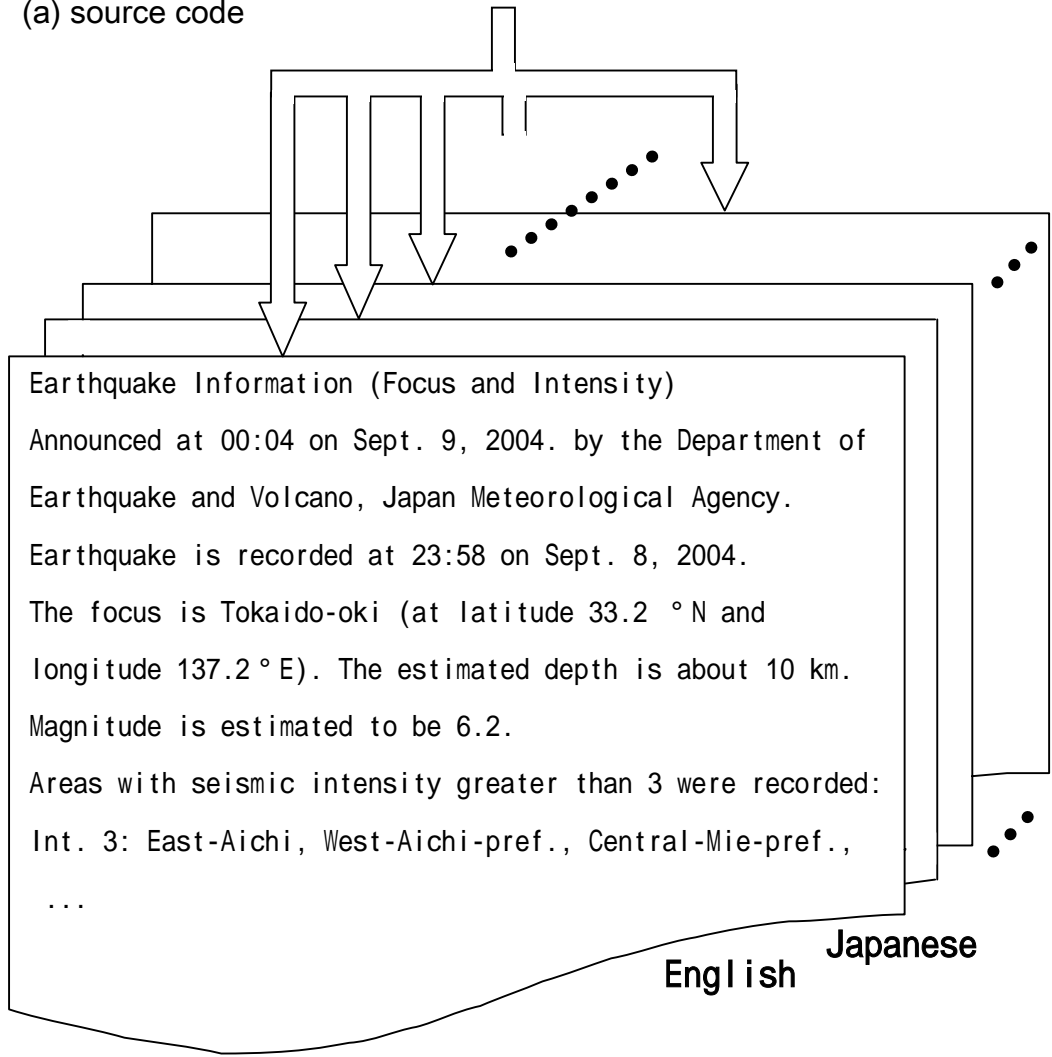 (a) source code
Earthquake Information (Focus and Intensity)
Announced at 00:04 on Sept. 9, 2004. by the Department of
Earthquake and Volcano, Japan Meteorological Agency.
Earthquake is recorded at 23:58 on Sept. 8, 2004.
The focus is Tokaido-oki (at latitude 33.2 °N and
longitude 137.2°E). The estimated depth is about 10 km.
Magnitude is estimated to be 6.2.
Areas with seismic intensity greater than 3 were recorded:
Int. 3: East-Aichi, West-Aichi-pref., Central-Mie-pref.,
...
Japanese
English